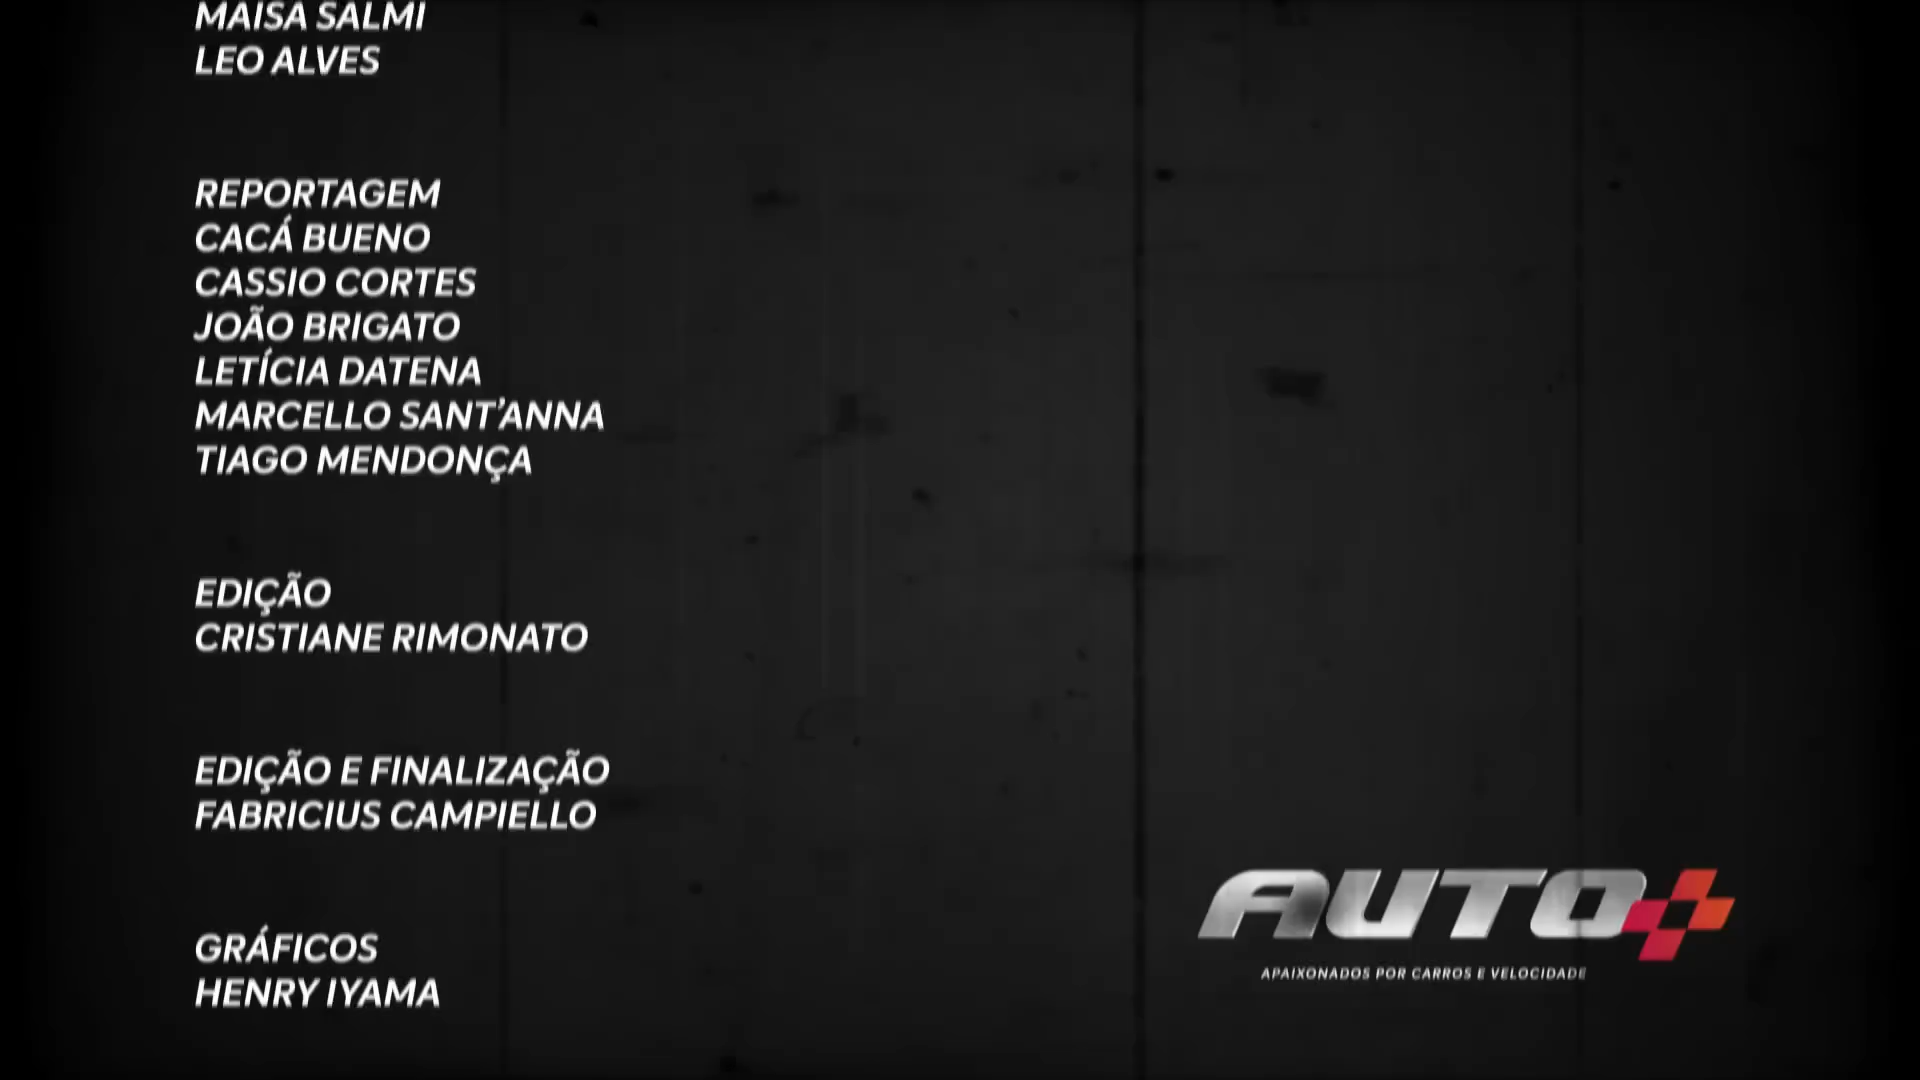 MAISA SALMI
LEO ALVES
REPORTAGEM
CACÁ BUENO
CASSIO CORTES
JOÃO BRIGATO
LETÍCIA DATENA
MARCELLO SANT'ANNA
TIAGO MENDONÇA
EDIÇÃO
CRISTIANE RIMONATO
EDIÇÃO E FINALIZAÇÃO
FABRICIUS CAMPIELLO
GRÁFICOS
HENRY IYAMA
AUTO+
APAIXONADOS POR CARROS E VELOCIDADE